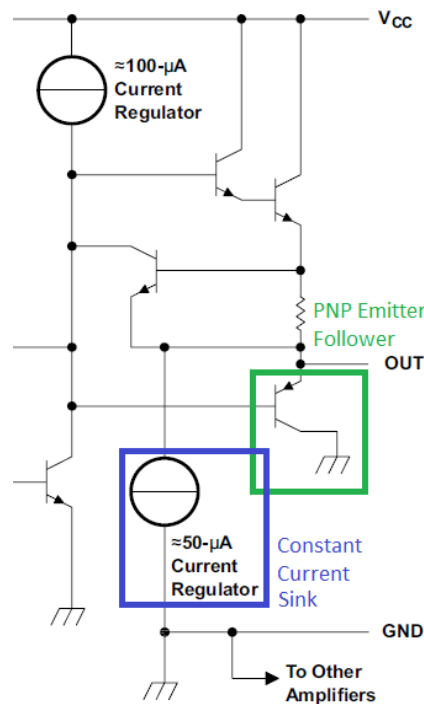 V_CC
≈100-µA
Current
Regulator
PNP Emitter
Follower
OUT
≈50-µA
Current
Regulator
Constant
Current
Sink
GND
To Other
Amplifiers